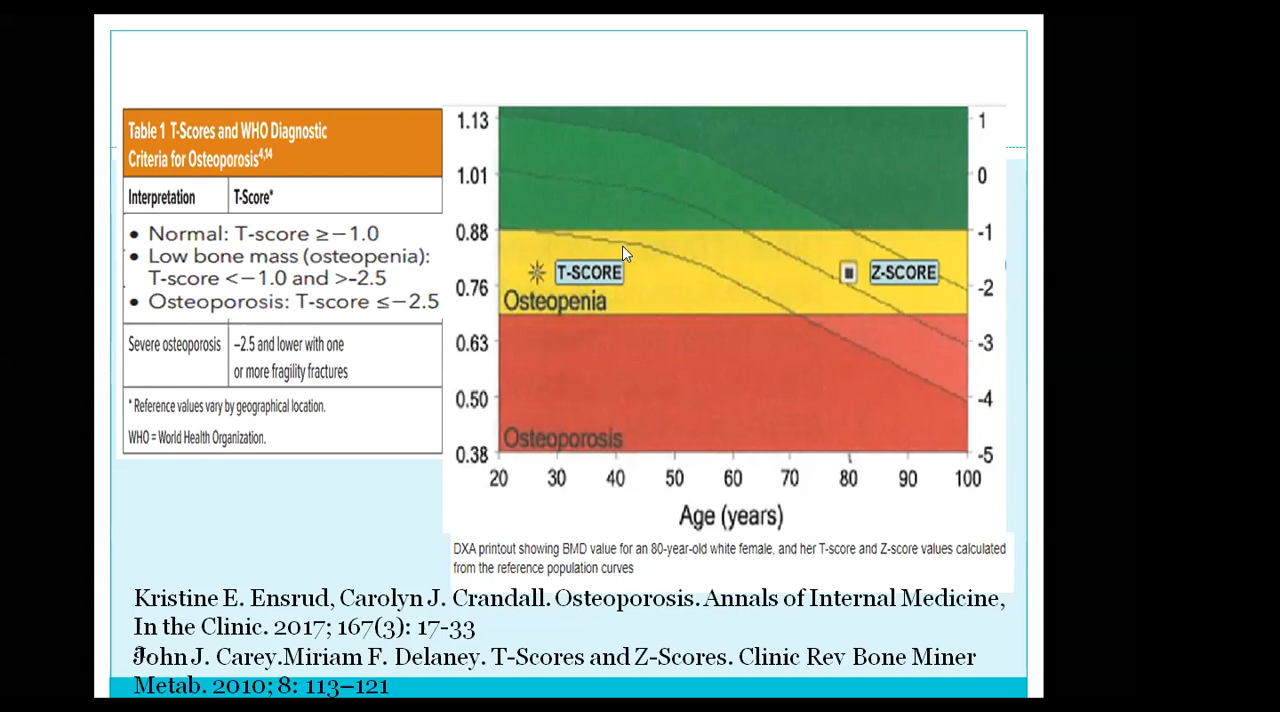 Table 1 T-Scores and WHO Diagnostic
Criteria for Osteoporosis4,14
Interpretation T-Score*
• Normal: T-score ≥−1.0
• Low bone mass (osteopenia):
T-score <−1.0 and >-2.5
• Osteoporosis: T-score ≤−2.5
Severe osteoporosis −2.5 and lower with one
or more fragility fractures
* Reference values vary by geographical location.
WHO = World Health Organization.
1.13 1
1.01 0
0.88 -1
T-SCORE Z-SCORE
0.76 -2
Osteopenia
0.63 -3
0.50 -4
Osteoporosis
0.38 -5
20 30 40 50 60 70 80 90 100
Age (years)
DXA printout showing BMD value for an 80-year-old white female, and her T-score and Z-score values calculated
from the reference population curves
Kristine E. Ensrud, Carolyn J. Crandall. Osteoporosis. Annals of Internal Medicine,
In the Clinic. 2017; 167(3): 17-33
John J. Carey.Miriam F. Delaney. T-Scores and Z-Scores. Clinic Rev Bone Miner
Metab. 2010; 8: 113–121